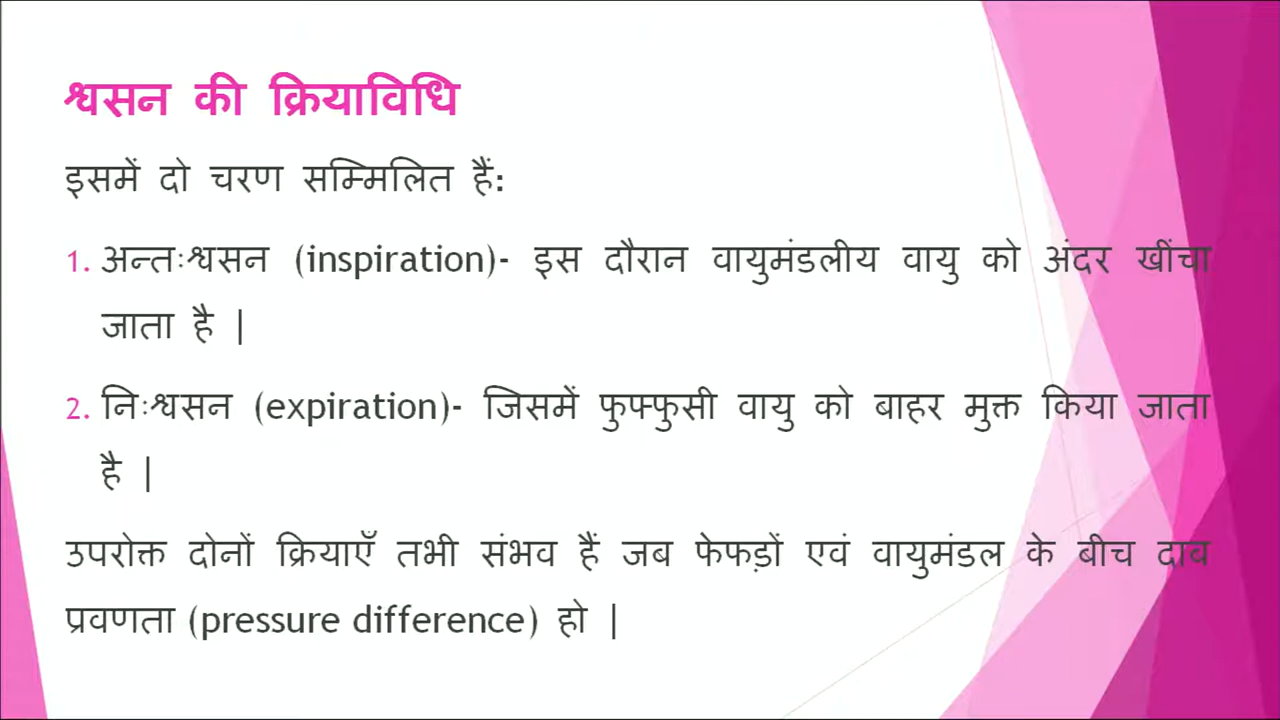 श्वसन की क्रियाविधि
इसमें दो चरण सम्मिलित हैं:
1. अन्तःश्वसन (inspiration)- इस दौरान वायुमंडलीय वायु को अंदर खींचा
जाता है |
2. निःश्वसन (expiration)- जिसमें फुफ्फुसी वायु को बाहर मुक्त किया जाता
है |
उपरोक्त दोनों क्रियाएँ तभी संभव हैं जब फेफड़ों एवं वायुमंडल के बीच दाब
प्रवणता (pressure difference) हो |